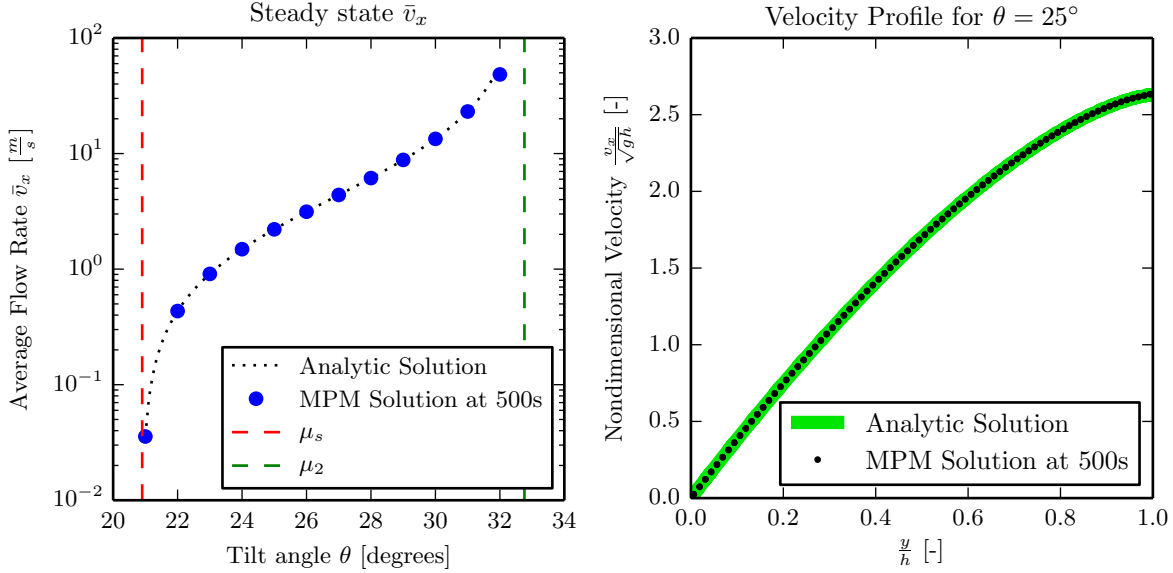 Steady state v̄ₓ
Average Flow Rate v̄ₓ [m/s]
10²
10¹
10⁰
10⁻¹
10⁻²
Analytic Solution
MPM Solution at 500s
μₛ
μ₂
20 22 24 26 28 30 32 34
Tilt angle θ [degrees]
Velocity Profile for θ = 25°
Nondimensional Velocity vₓ/√gh [-]
3.0
2.5
2.0
1.5
1.0
0.5
0.0
Analytic Solution
MPM Solution at 500s
0.0 0.2 0.4 0.6 0.8 1.0
y/h [-]